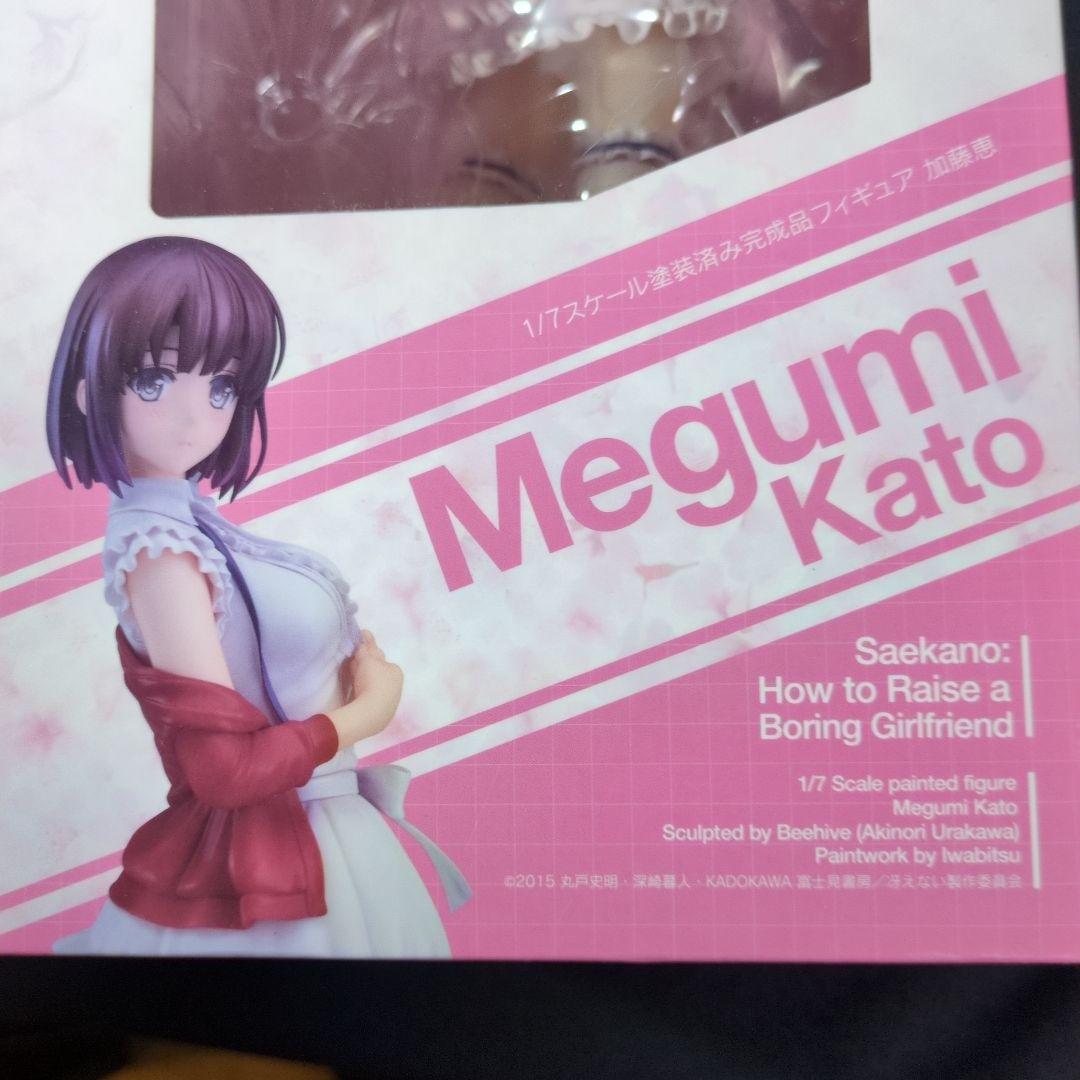 1/7スケール塗装済み完成品フィギュア 加藤恵
Megumi
Kato
Saekano:
How to Raise a
Boring Girlfriend
1/7 Scale painted figure
Megumi Kato
Sculpted by Beehive (Akinori Urakawa)
Paintwork by Iwabitsu
©2015 丸戸史明・深崎暮人・KADOKAWA 富士見書房／冴えない製作委員会